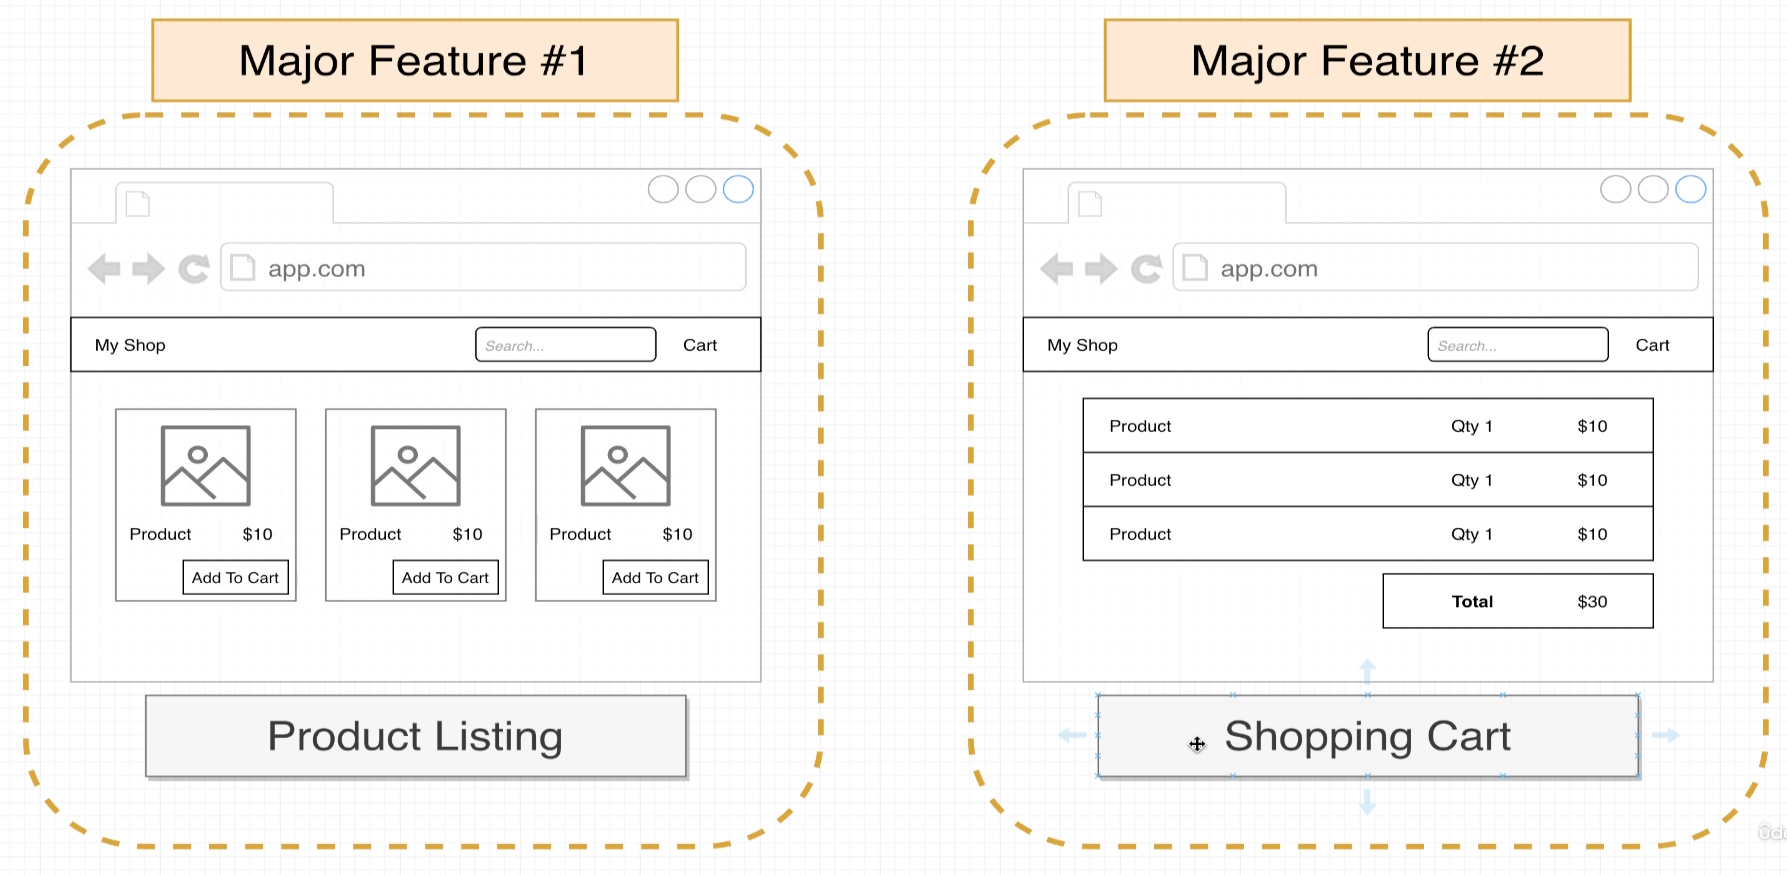 Major Feature #1
app.com
My Shop Search... Cart
Product $10 Product $10 Product $10
Add To Cart Add To Cart Add To Cart
Product Listing
Major Feature #2
app.com
My Shop Search... Cart
Product Qty 1 $10
Product Qty 1 $10
Product Qty 1 $10
Total $30
Shopping Cart